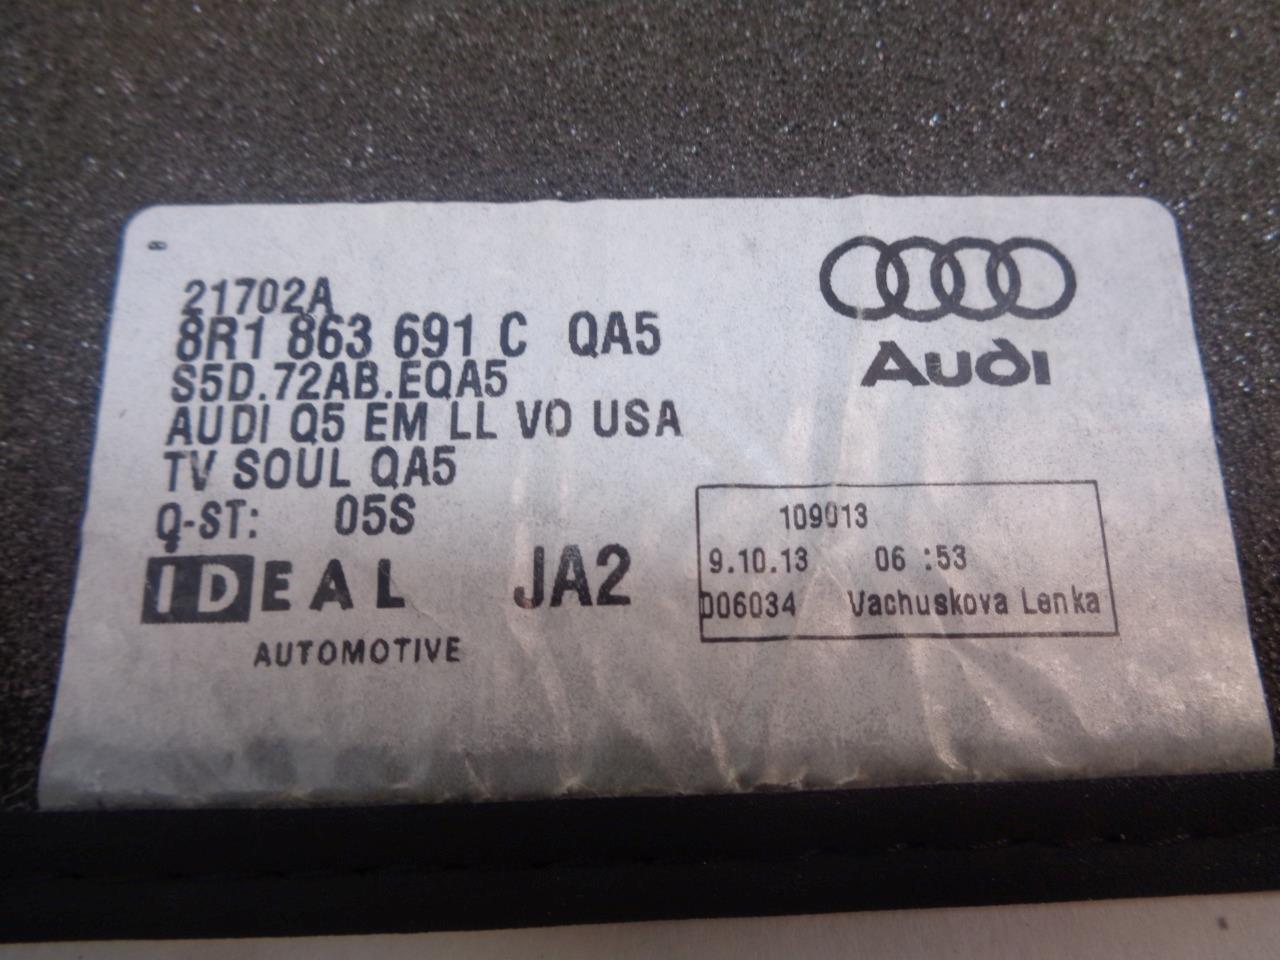 21702A
8R1 863 691 C QA5
S5D.72AB.EQA5
AUDI Q5 EM LL VO USA
TV SOUL QA5
Q-ST: 05S
IDEAL JA2
AUTOMOTIVE
Audi
109013
9.10.13 06 :53
006034 Vachuskova Lenka